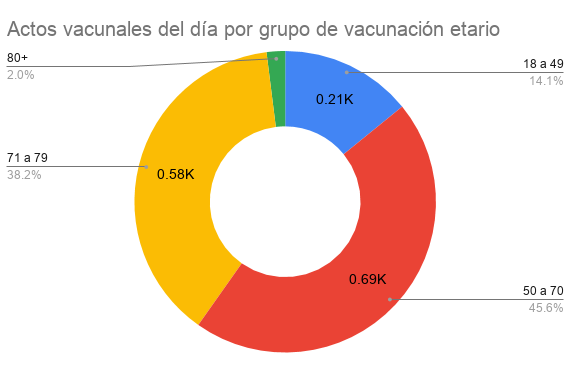 Actos vacunales del día por grupo de vacunación etario
80+
2.0%
18 a 49
14.1%
0.21K
71 a 79
38.2%
0.58K
0.69K
50 a 70
45.6%